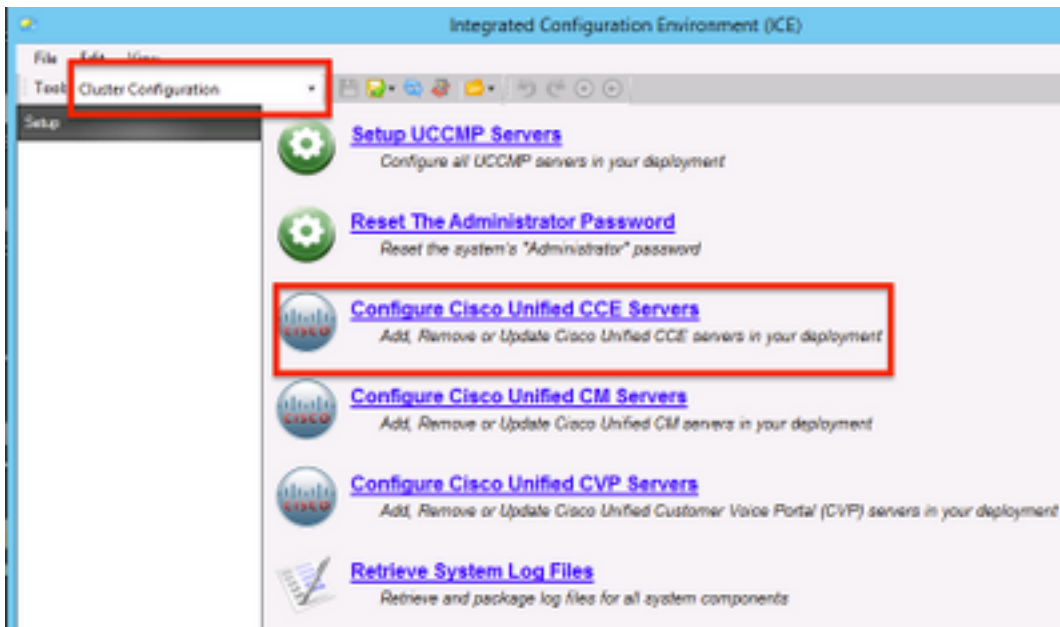 Integrated Configuration Environment (ICE)
File Edit View
Tool: Cluster Configuration
Setup
Setup UCCMP Servers
Configure all UCCMP servers in your deployment
Reset The Administrator Password
Reset the system's "Administrator" password
Configure Cisco Unified CCE Servers
Add, Remove or Update Cisco Unified CCE servers in your deployment
Configure Cisco Unified CM Servers
Add, Remove or Update Cisco Unified CM servers in your deployment
Configure Cisco Unified CVP Servers
Add, Remove or Update Cisco Unified Customer Voice Portal (CVP) servers in your deployment
Retrieve System Log Files
Retrieve and package log files for all system components